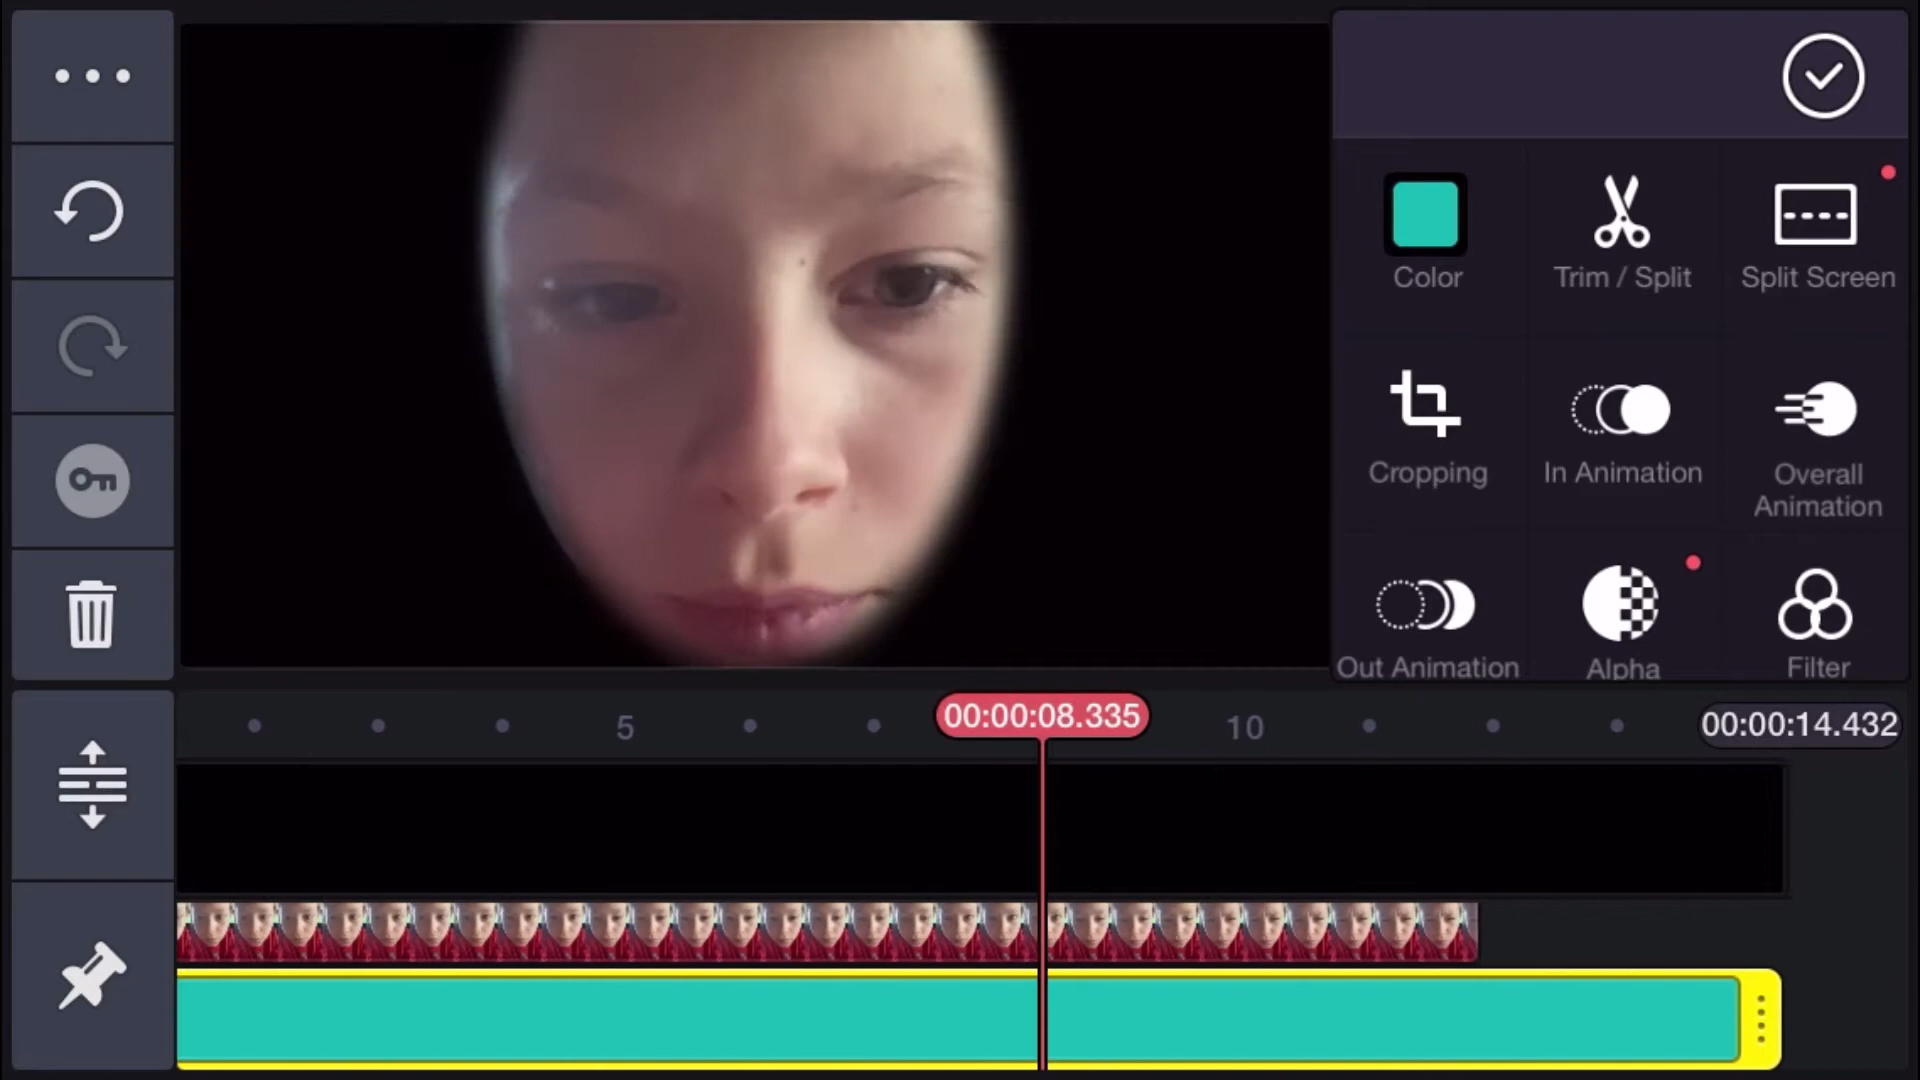 Color
Trim / Split
Split Screen
Cropping
In Animation
Overall
Animation
Out Animation
Alpha
Filter
5
00:00:08.335
10
00:00:14.432